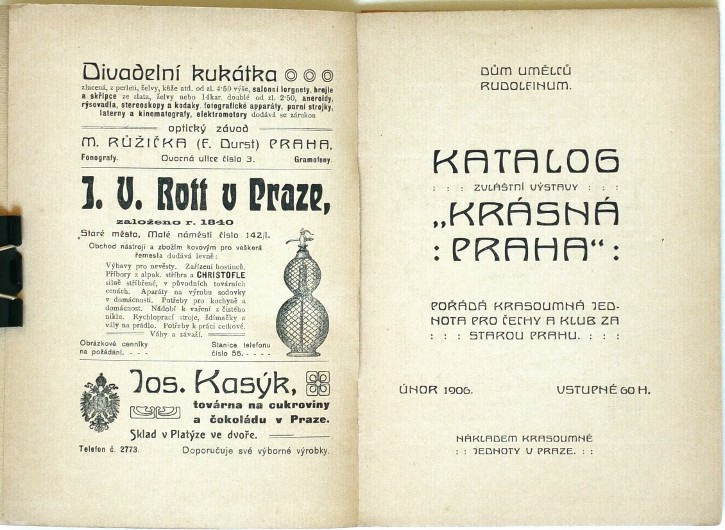 Divadelní kukátka
zlacená, z perleti, želvy, kůže atd. od zl. 4·50 výše, salonní lorgnety, brejle
a skřipce ze zlata, želvy nebo 14kar. doublé od zl. 2·50, aneroidy,
rýsovadla, stereoskopy a kodaky, fotografické apparáty, parní strojky,
laterny a kinematografy, elektromotory dodává se zárukou
optický závod
M. RŮŽIČKA (F. Durst) PRAHA,
Fonografy. Ovocná ulice číslo 3. Gramofony.
J. V. Rott v Praze,
založeno r. 1840
Staré město, Malé náměstí číslo 142/I.
Obchod nástroji a zbožím kovovým pro veškerá
řemesla dodává levně:
Výbavy pro nevěsty. Zařízení hostinců.
Příbory z alpak. stříbra a CHRISTOFLE
silně stříbřené, v původních továrních
cenách. Aparáty na výrobu sodovky
v domácnosti. Potřeby pro kuchyně a
domácnost. Nádobí k vaření z čistého
niklu. Rychloprací stroje, ždímačky a
vály na prádlo. Potřeby k práci celkové.
Váhy a závaží.
Obrázkové cenníky
na požádání. - - -
Stanice telefonu
číslo 56. - - - -
Jos. Kasýk,
továrna na cukroviny
a čokoládu v Praze.
Sklad v Platýze ve dvoře.
Telefon č. 2773. Doporučuje své výborné výrobky.
DŮM UMĚLCŮ
RUDOLFINUM.
KATALOG
: : : ZVLÁŠTNÍ VÝSTAVY : : :
„KRÁSNÁ
: PRAHA“ :
POŘÁDÁ KRASOUMNÁ JED-
NOTA PRO ČECHY A KLUB ZA
: : : STAROU PRAHU. : : : :
ÚNOR 1906. VSTUPNÉ 60 H.
NÁKLADEM KRASOUMNÉ
: : JEDNOTY V PRAZE. : :